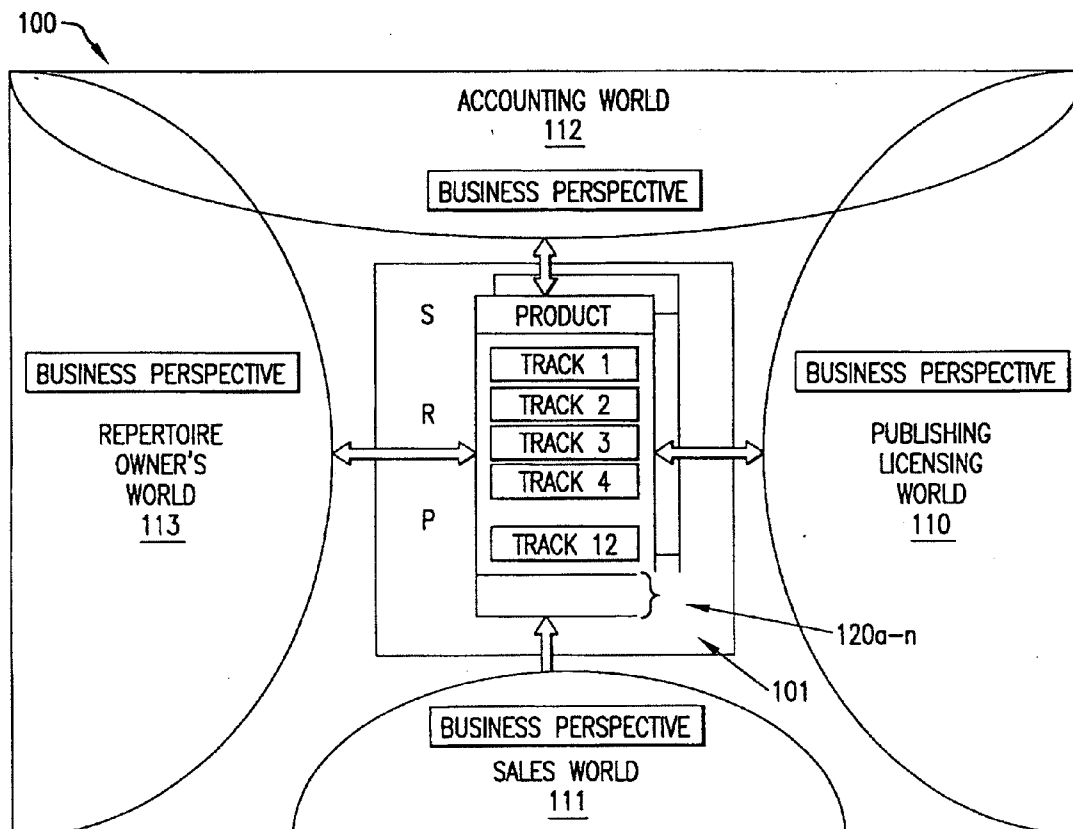 100
ACCOUNTING WORLD
112
BUSINESS PERSPECTIVE
S
R
P
PRODUCT
TRACK 1
TRACK 2
TRACK 3
TRACK 4
TRACK 12
BUSINESS PERSPECTIVE
REPERTOIRE
OWNER'S
WORLD
113
BUSINESS PERSPECTIVE
PUBLISHING
LICENSING
WORLD
110
120a-n
101
BUSINESS PERSPECTIVE
SALES WORLD
111